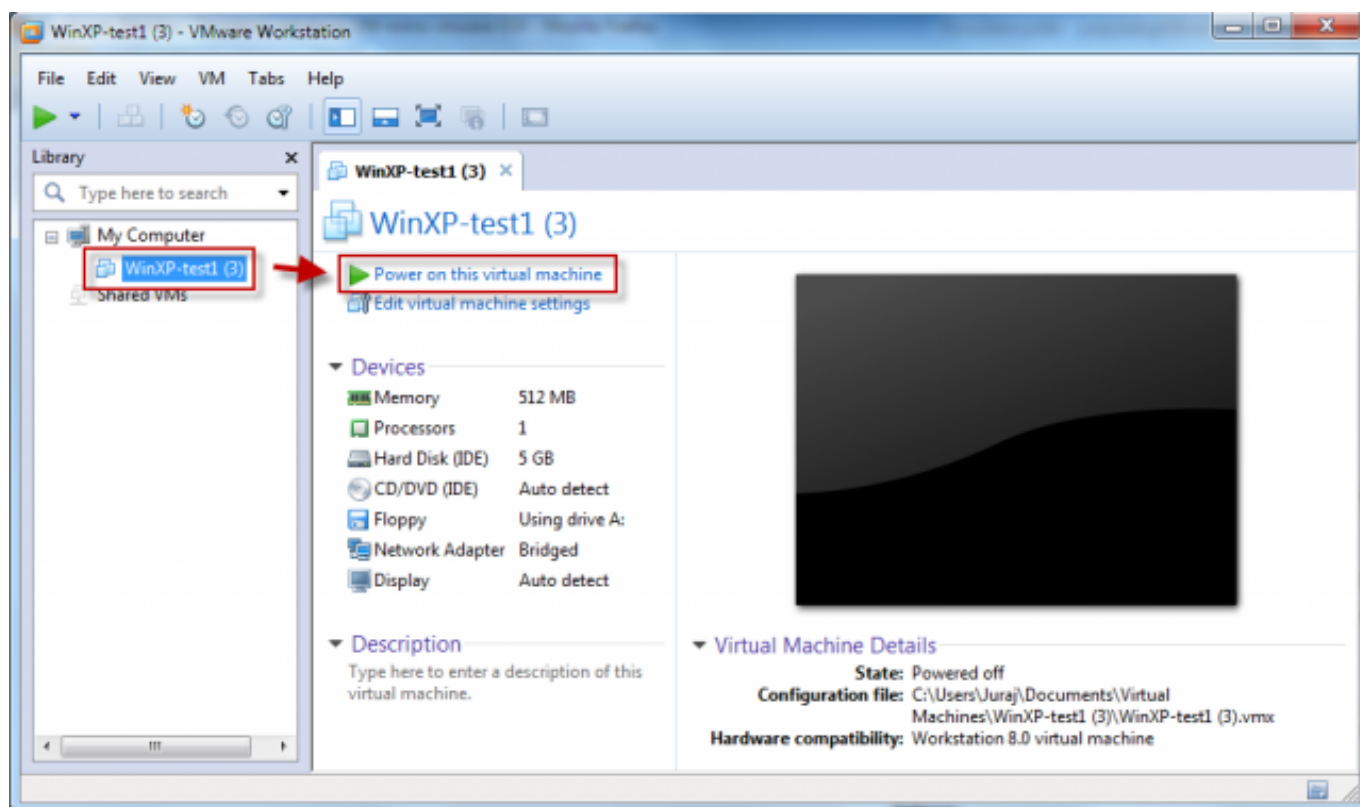 WinXP-test1 (3) - VMware Workstation
File Edit View VM Tabs Help
Library
Type here to search
My Computer
WinXP-test1 (3)
Shared VMs
WinXP-test1 (3)
WinXP-test1 (3)
Power on this virtual machine
Edit virtual machine settings
Devices
Memory 512 MB
Processors 1
Hard Disk (IDE) 5 GB
CD/DVD (IDE) Auto detect
Floppy Using drive A:
Network Adapter Bridged
Display Auto detect
Description
Type here to enter a description of this
virtual machine.
Virtual Machine Details
State: Powered off
Configuration file: C:\Users\Juraj\Documents\Virtual
Machines\WinXP-test1 (3)\WinXP-test1 (3).vmx
Hardware compatibility: Workstation 8.0 virtual machine